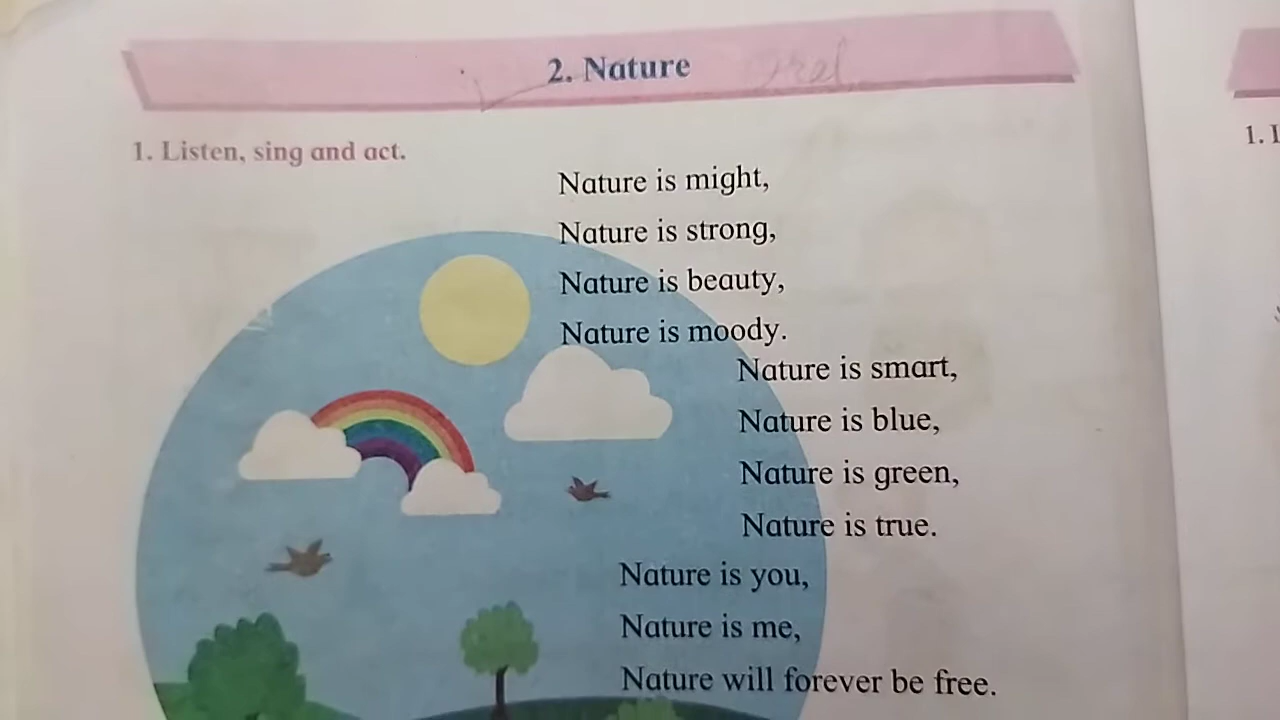 2. Nature
1. Listen, sing and act.
Nature is might,
Nature is strong,
Nature is beauty,
Nature is moody.
Nature is smart,
Nature is blue,
Nature is green,
Nature is true.
Nature is you,
Nature is me,
Nature will forever be free.
1.